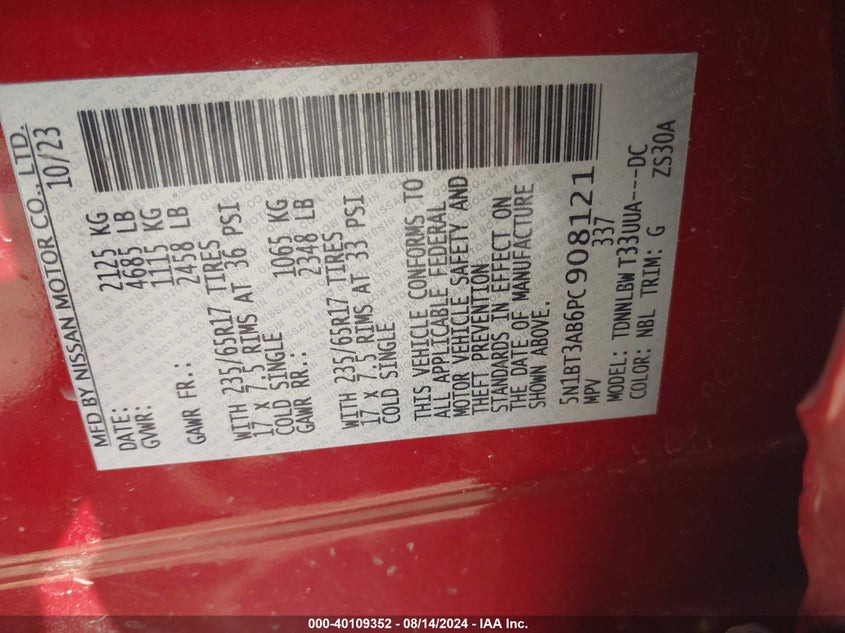 MFD BY NISSAN MOTOR CO., LTD.
DATE: 10/23
GVWR: 2125 KG
4685 LB
GAWR FR.: 1115 KG
2458 LB
WITH 235/65R17 TIRES
17 X 7.5 RIMS AT 36 PSI
COLD SINGLE
GAWR RR.: 1065 KG
2348 LB
WITH 235/65R17 TIRES
17 X 7.5 RIMS AT 33 PSI
COLD SINGLE
THIS VEHICLE CONFORMS TO
ALL APPLICABLE FEDERAL
MOTOR VEHICLE SAFETY AND
THEFT PREVENTION
STANDARDS IN EFFECT ON
THE DATE OF MANUFACTURE
SHOWN ABOVE.
5N1BT3AB6PC908121
MPV 337
MODEL: TDNNLBW T33UUA---DC
COLOR: NBL TRIM: G ZS30A
000-40109352 - 08/14/2024 - IAA Inc.